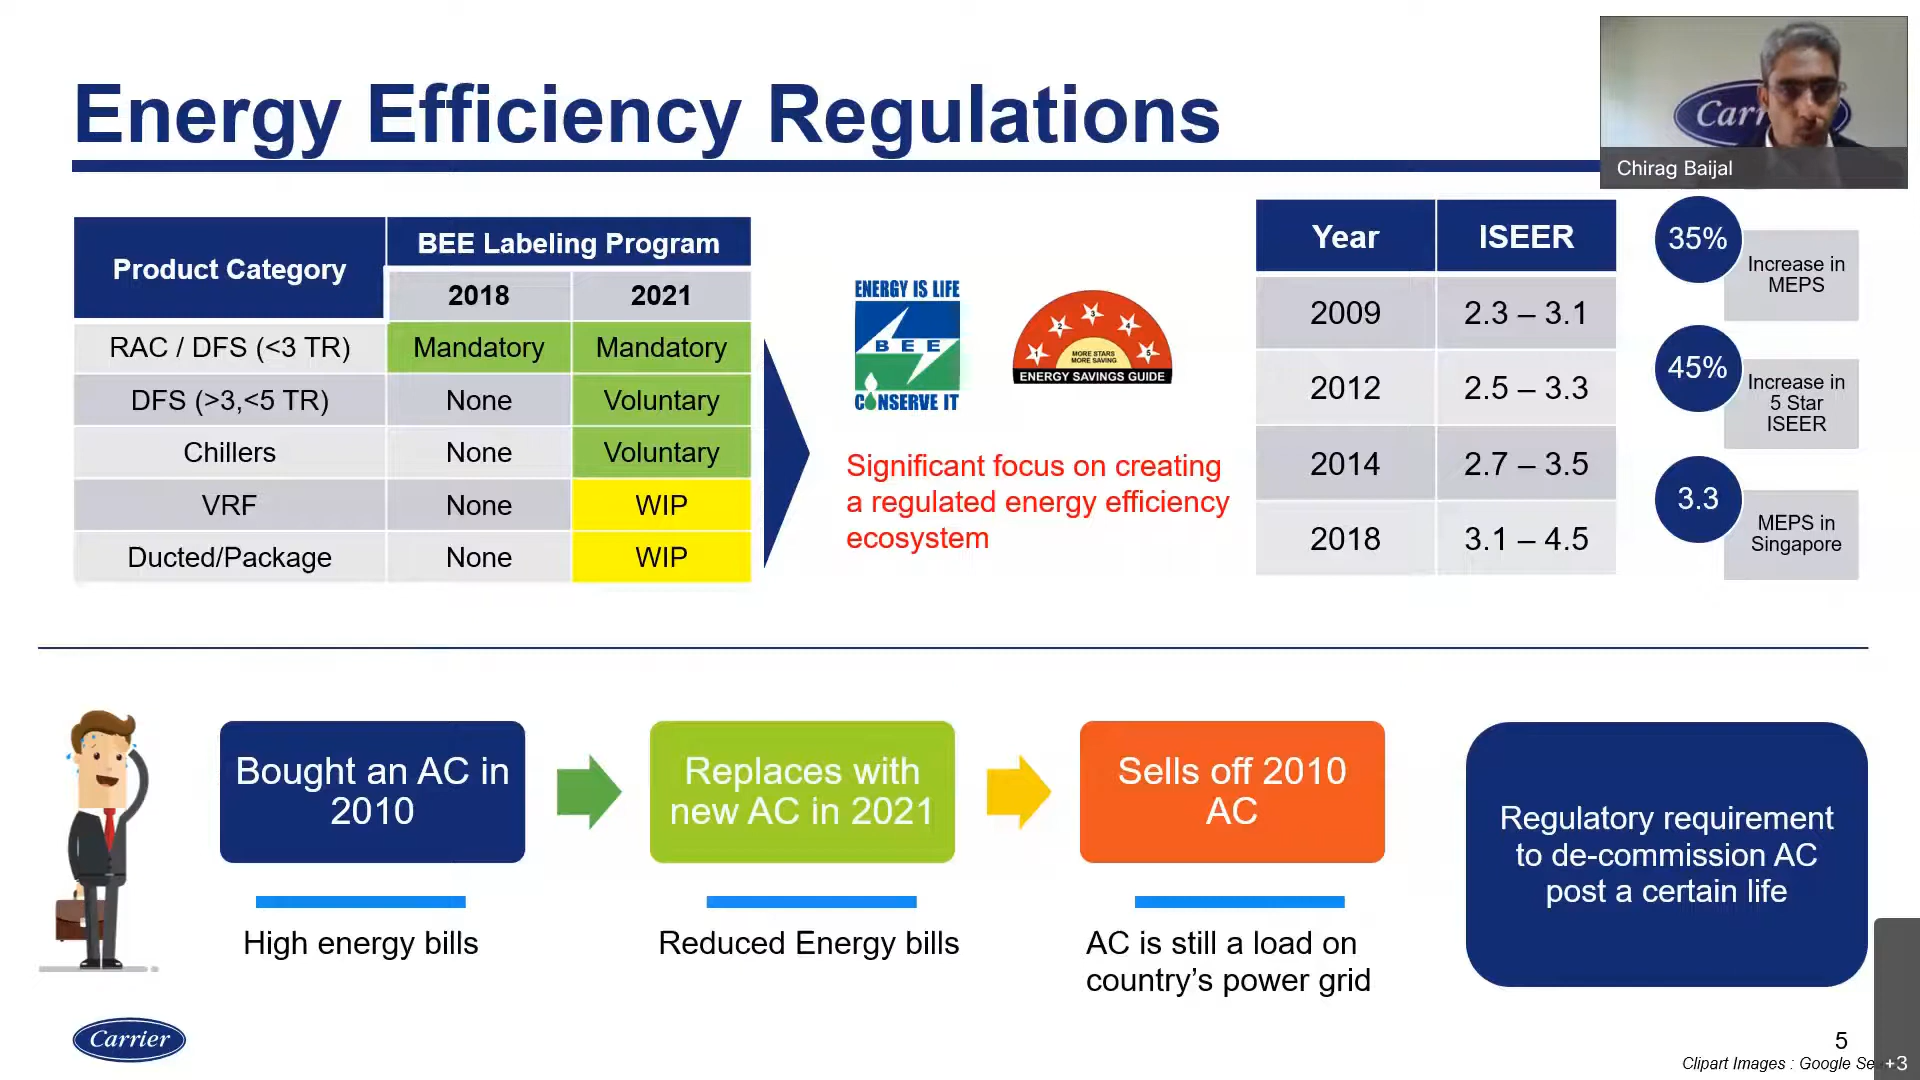 Energy Efficiency Regulations
Carr
Chirag Baijal
Product Category
BEE Labeling Program
2018
2021
RAC / DFS (<3 TR)
Mandatory
Mandatory
DFS (>3,<5 TR)
None
Voluntary
Chillers
None
Voluntary
VRF
None
WIP
Ducted/Package
None
WIP
ENERGY IS LIFE
BEE
CONSERVE IT
1
2
3
4
5
MORE STARS
MORE SAVING
ENERGY SAVINGS GUIDE
Significant focus on creating
a regulated energy efficiency
ecosystem
Year
ISEER
2009
2.3 – 3.1
2012
2.5 – 3.3
2014
2.7 – 3.5
2018
3.1 – 4.5
35%
Increase in
MEPS
45%
Increase in
5 Star
ISEER
3.3
MEPS in
Singapore
Bought an AC in
2010
Replaces with
new AC in 2021
Sells off 2010
AC
High energy bills
Reduced Energy bills
AC is still a load on
country’s power grid
Regulatory requirement
to de-commission AC
post a certain life
Carrier
5
Clipart Images : Google Se
+3